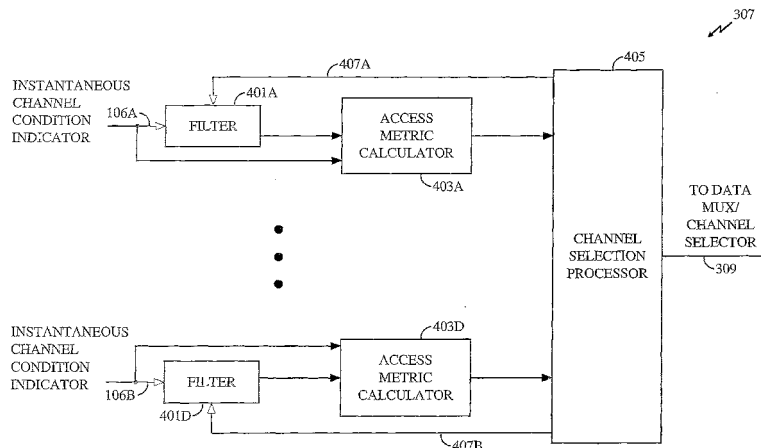 307
407A
405
INSTANTANEOUS
CHANNEL
CONDITION
INDICATOR
106A
401A
FILTER
ACCESS
METRIC
CALCULATOR
403A
CHANNEL
SELECTION
PROCESSOR
TO DATA
MUX/
CHANNEL
SELECTOR
309
INSTANTANEOUS
CHANNEL
CONDITION
INDICATOR
106B
FILTER
401D
403D
ACCESS
METRIC
CALCULATOR
407B